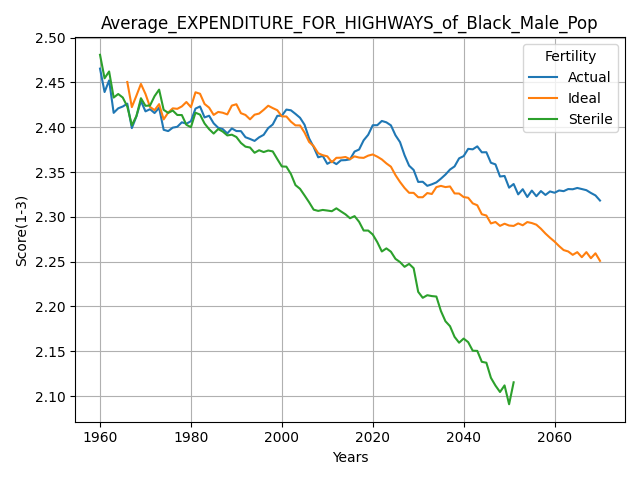 Average_EXPENDITURE_FOR_HIGHWAYS_of_Black_Male_Pop
2.50
2.45
2.40
2.35
2.30
2.25
2.20
2.15
2.10
Score(1-3)
Fertility
Actual
Ideal
Sterile
1960
1980
2000
2020
2040
2060
Years